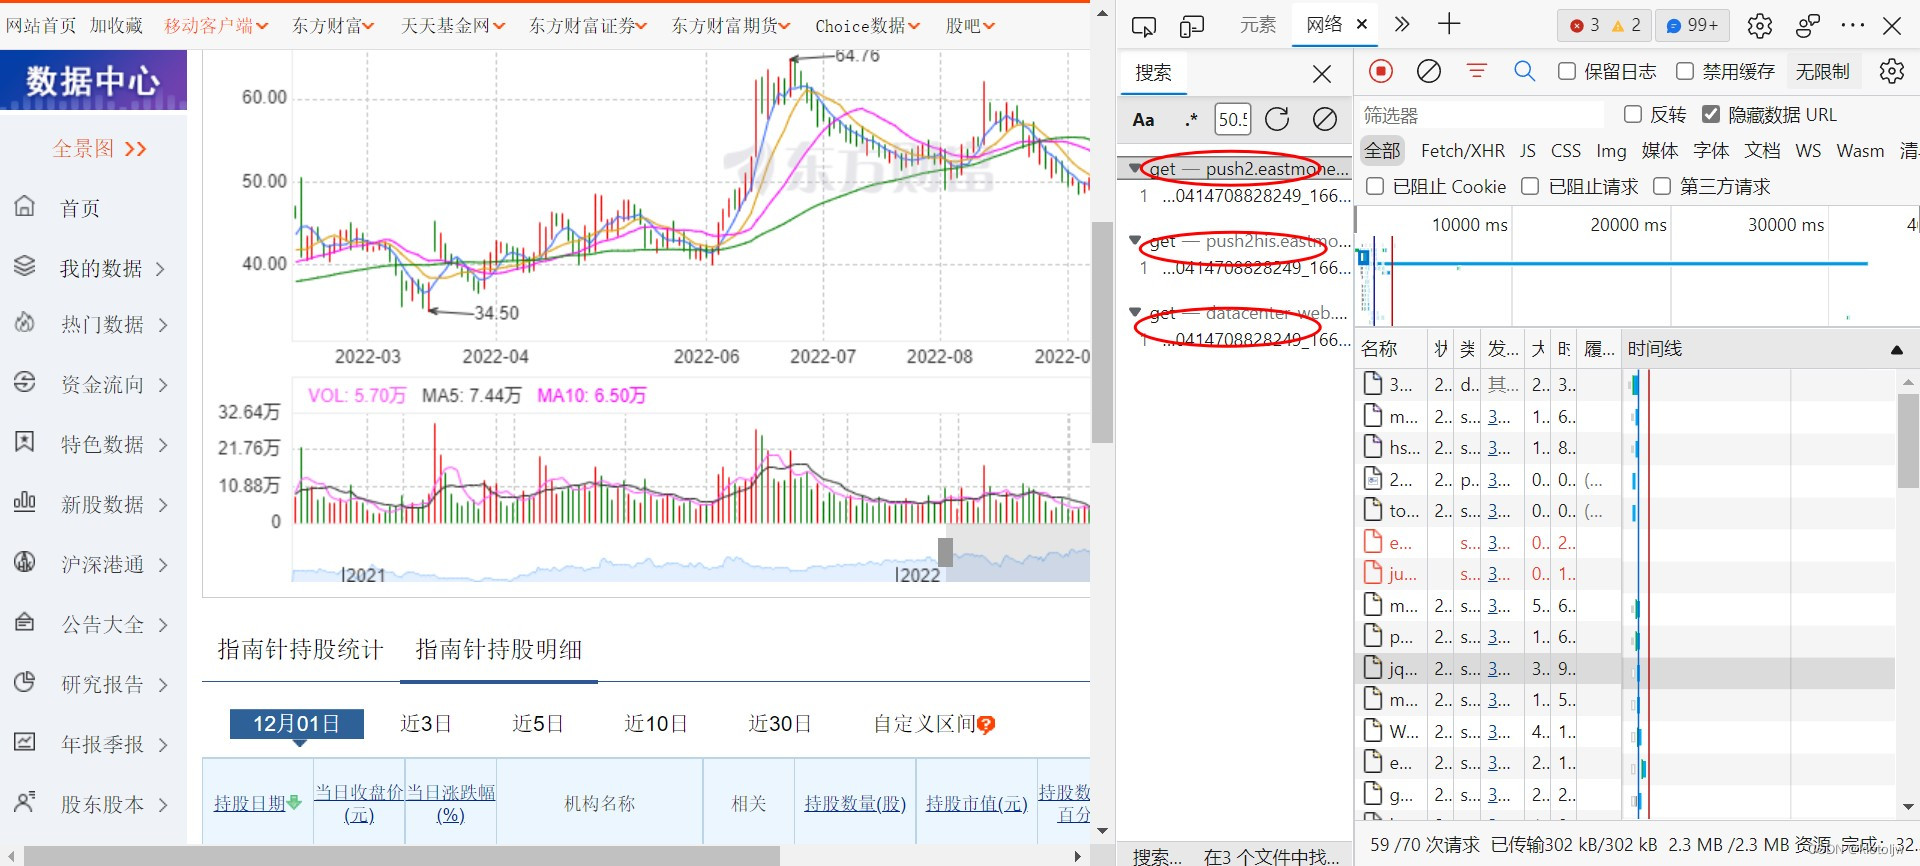 网站首页 加收藏 移动客户端 东方财富 天天基金网 东方财富证券 东方财富期货 Choice数据 股吧
数据中心
全景图 >>
首页
我的数据
热门数据
资金流向
特色数据
新股数据
沪深港通
公告大全
研究报告
年报季报
股东股本
64.76
60.00
50.00
东方财富
40.00
34.50
2022-03 2022-04 2022-06 2022-07 2022-08 2022-0
VOL: 5.70万 MA5: 7.44万 MA10: 6.50万
32.64万
21.76万
10.88万
0
2021 2022
指南针持股统计 指南针持股明细
12月01日 近3日 近5日 近10日 近30日 自定义区间
持股日期 当日收盘价(元) 当日涨跌幅(%) 机构名称 相关 持股数量(股) 持股市值(元) 持股数 百分
元素 网络 3 2 99+
搜索
Aa .* 50.5
get — push2.eastmone...
1 ...0414708828249_166...
get — push2his.eastmo...
1 ...0414708828249_166...
get — datacenter-web....
1 ...0414708828249_166...
搜索... 在3 个文件中找...
保留日志 禁用缓存 无限制
筛选器 反转 隐藏数据 URL
全部 Fetch/XHR JS CSS Img 媒体 字体 文档 WS Wasm 清
已阻止 Cookie 已阻止请求 第三方请求
10000 ms 20000 ms 30000 ms 4
名称 状 类 发... 大 时 履... 时间线
3... 2.. d.. 其... 2.. 3..
m... 2.. s... 3... 1.. 6..
hs... 2.. s... 3... 1.. 8..
2... 2.. p.. 3... 0.. 0.. (...
to... 2.. s... 3... 0.. 0.. (...
e... s... 3... 0.. 2..
ju... s... 3... 0.. 1..
m... 2.. s... 3... 5.. 6..
p... 2.. s... 3... 1.. 6..
jq... 2.. s... 3... 3.. 9..
m... 2.. s... 3... 1.. 5..
W... 2.. s... 3... 4.. 1..
e... 2.. s... 3... 2.. 1..
g... 2.. s... 3... 2.. 2..
59 /70 次请求 已传输302 kB/302 kB 2.3 MB /2.3 MB 资源 完成: 32.